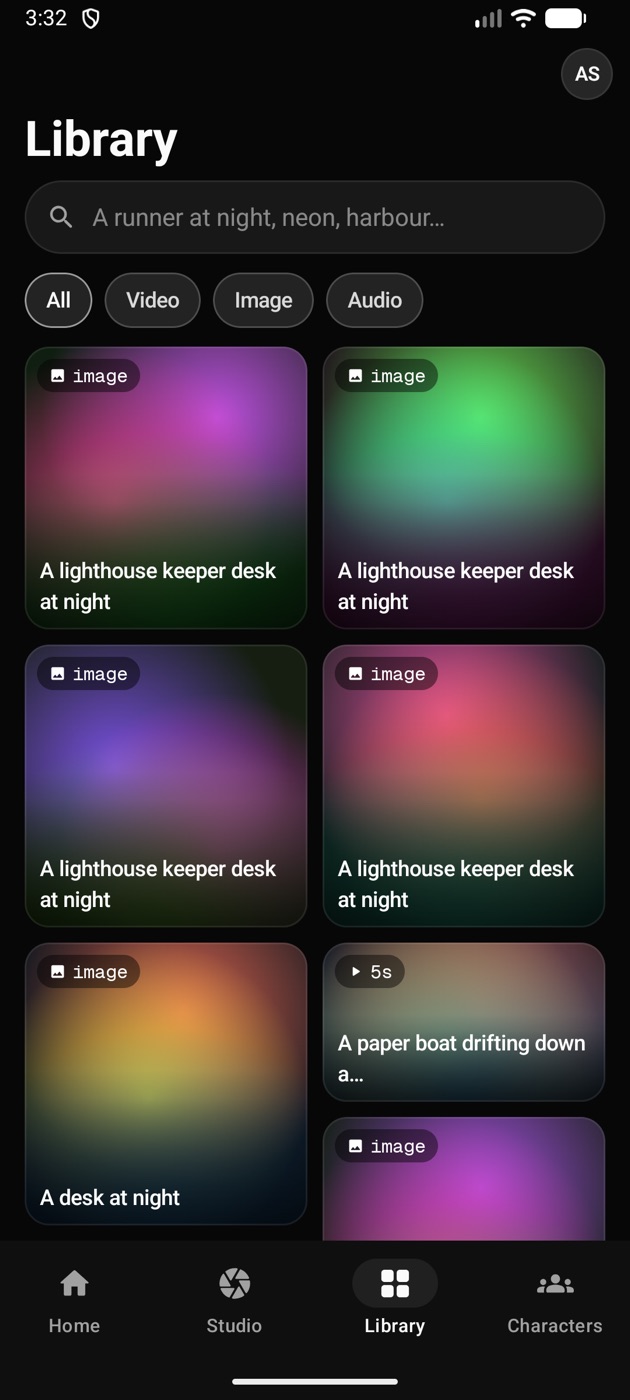 3:32
AS
Library
A runner at night, neon, harbour…
All
Video
Image
Audio
image
A lighthouse keeper desk
at night
image
A lighthouse keeper desk
at night
image
A lighthouse keeper desk
at night
image
A lighthouse keeper desk
at night
image
A desk at night
5s
A paper boat drifting down
a…
image
Home
Studio
Library
Characters